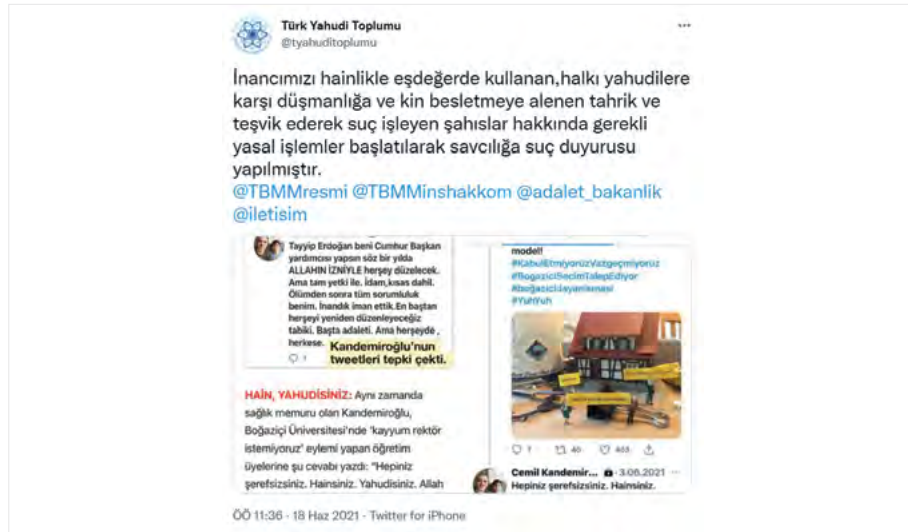 Türk Yahudi Toplumu
@tyahuditoplumu
İnancımızı hainlikle eşdeğerde kullanan,halkı yahudilere
karşı düşmanlığa ve kin besletmeye alenen tahrik ve
teşvik ederek suç işleyen şahıslar hakkında gerekli
yasal işlemler başlatılarak savcılığa suç duyurusu
yapılmıştır.
@TBMMresmi @TBMMinshakkom @adalet_bakanlik
@iletisim
Tayyip Erdoğan beni Cumhur Başkan
yardımcısı yapsın söz bir yılda
ALLAHIN İZNİYLE herşey düzelecek.
Ama tam yetki ile. İdam,kısas dahil.
Ölümden sonra tüm sorumluluk
benim. İnandık iman ettik.En baştan
herşeyi yeniden düzenleyeceğiz
tabiki. Başta adaleti. Ama herşeyde ,
herkese.
Kandemiroğlu'nun
tweetleri tepki çekti.
HAİN, YAHUDİSİNİZ: Aynı zamanda
sağlık memuru olan Kandemiroğlu,
Boğaziçi Üniversitesi'nde 'kayyum rektör
istemiyoruz' eylemi yapan öğretim
üyelerine şu cevabı yazdı: "Hepiniz
şerefsizsiniz. Hainsiniz. Yahudisiniz. Allah
model!
#KabulEtmiyoruzVazgeçmiyoruz
#BogaziciSecimTalepEdiyor
#boğaziçidayanışması
#YuhYuh
7 40 403
Cemil Kandemir... 3.06.2021
Hepiniz şerefsizsiniz. Hainsiniz.
ÖÖ 11:36 · 18 Haz 2021 · Twitter for iPhone